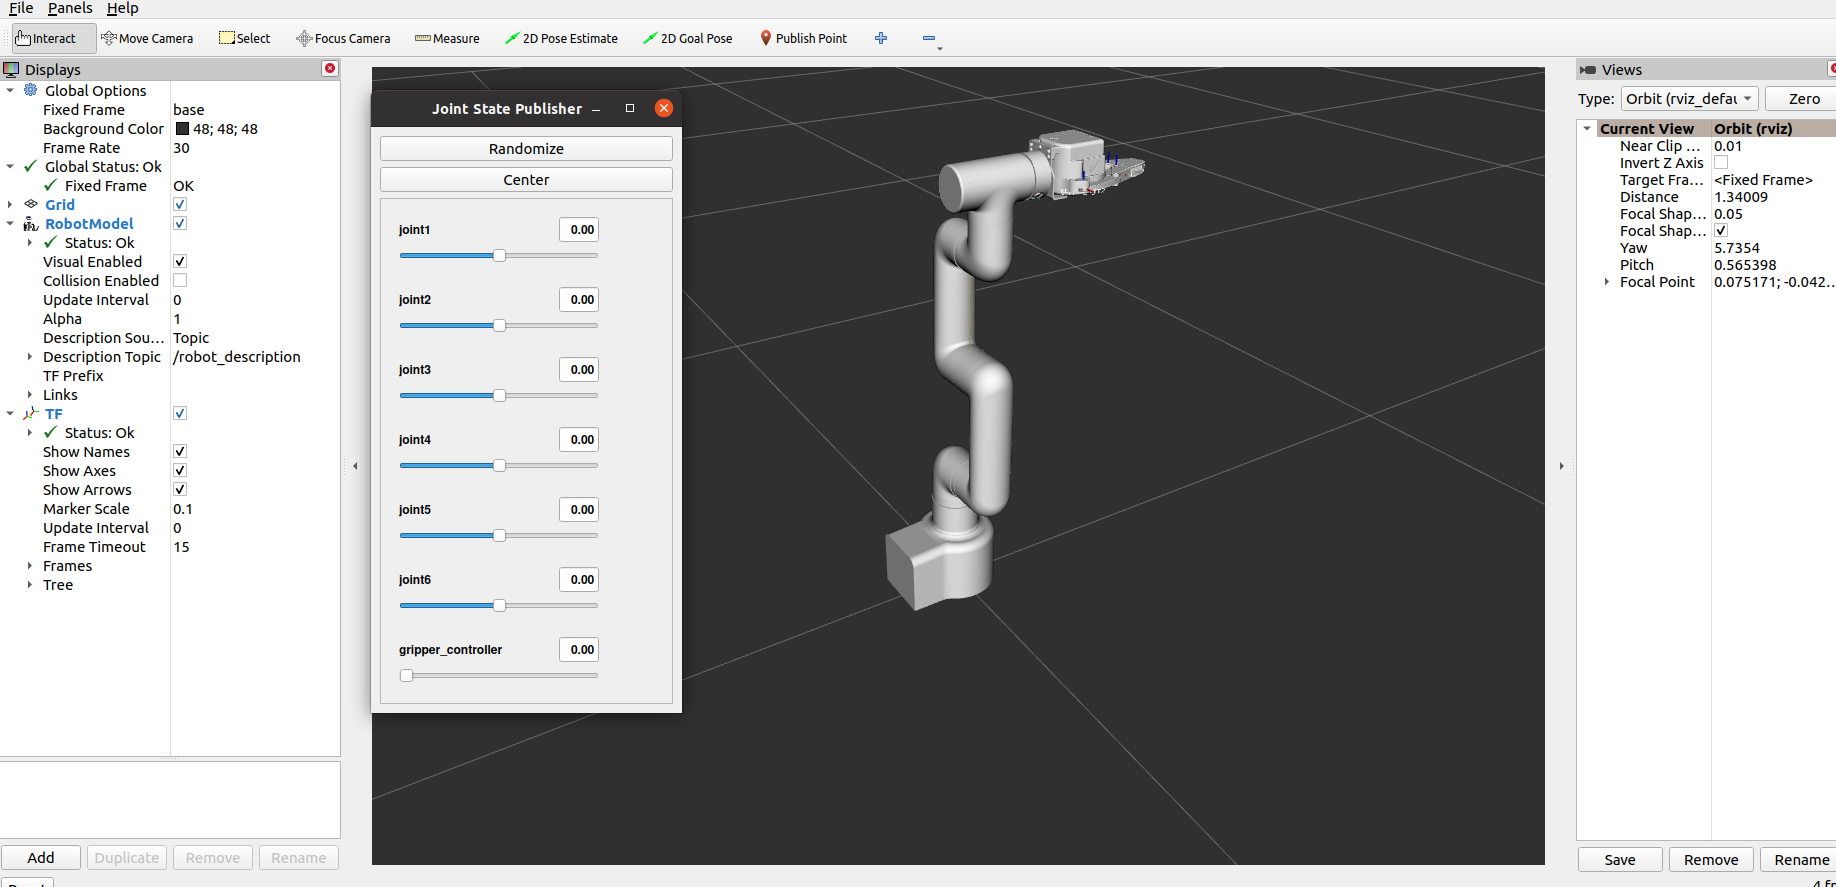 File Panels Help
Interact Move Camera Select Focus Camera Measure 2D Pose Estimate 2D Goal Pose Publish Point
Displays
Global Options
Fixed Frame base
Background Color 48; 48; 48
Frame Rate 30
Global Status: Ok
Fixed Frame OK
Grid
RobotModel
Status: Ok
Visual Enabled
Collision Enabled
Update Interval 0
Alpha 1
Description Sou... Topic
Description Topic /robot_description
TF Prefix
Links
TF
Status: Ok
Show Names
Show Axes
Show Arrows
Marker Scale 0.1
Update Interval 0
Frame Timeout 15
Frames
Tree
Add Duplicate Remove Rename
Joint State Publisher
Randomize
Center
joint1 0.00
joint2 0.00
joint3 0.00
joint4 0.00
joint5 0.00
joint6 0.00
gripper_controller 0.00
Views
Type: Orbit (rviz_defau Zero
Current View Orbit (rviz)
Near Clip ... 0.01
Invert Z Axis
Target Fra... <Fixed Frame>
Distance 1.34009
Focal Shap... 0.05
Focal Shap...
Yaw 5.7354
Pitch 0.565398
Focal Point 0.075171; -0.042...
Save Remove Rename